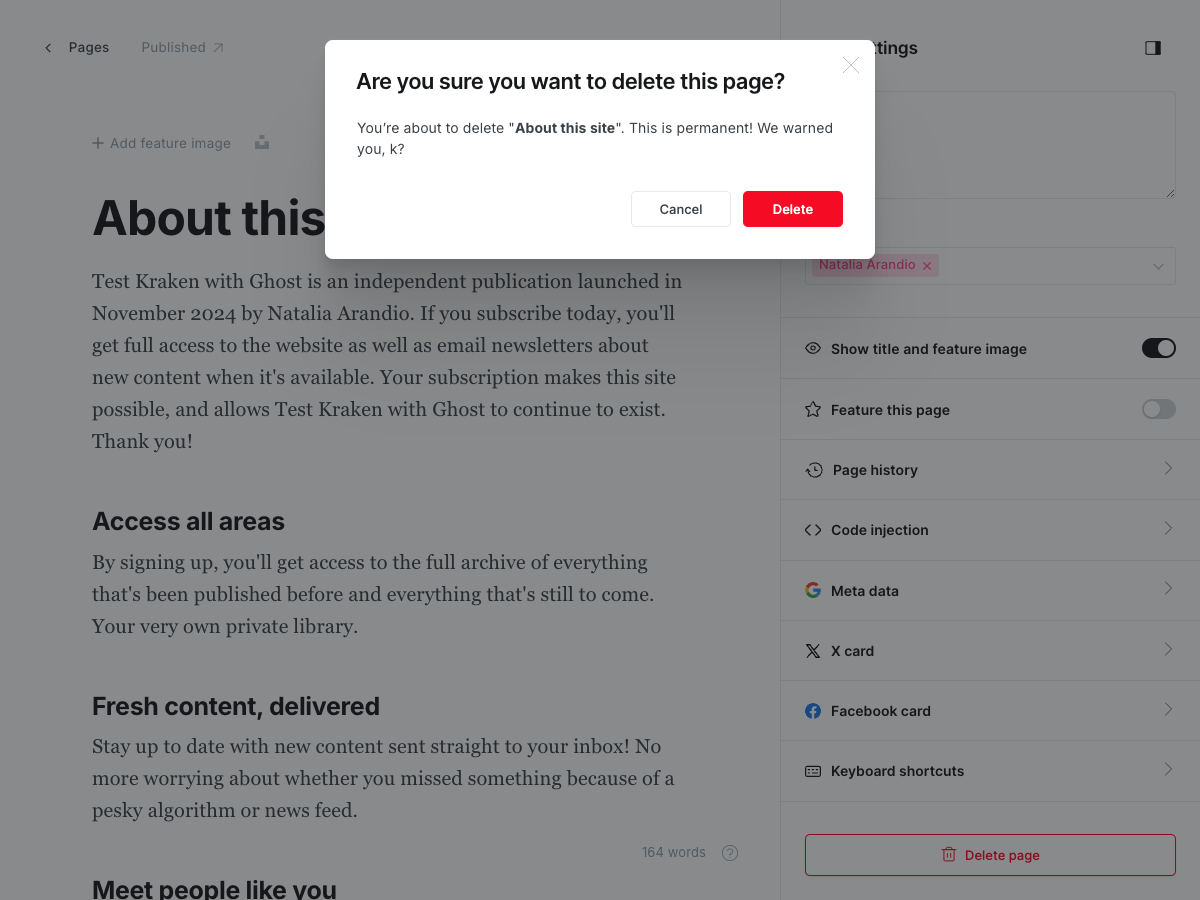 Pages
Published
ttings
Are you sure you want to delete this page?
You’re about to delete "About this site". This is permanent! We warned
you, k?
Cancel
Delete
Add feature image
About this
Test Kraken with Ghost is an independent publication launched in
November 2024 by Natalia Arandio. If you subscribe today, you'll
get full access to the website as well as email newsletters about
new content when it's available. Your subscription makes this site
possible, and allows Test Kraken with Ghost to continue to exist.
Thank you!
Access all areas
By signing up, you'll get access to the full archive of everything
that's been published before and everything that's still to come.
Your very own private library.
Fresh content, delivered
Stay up to date with new content sent straight to your inbox! No
more worrying about whether you missed something because of a
pesky algorithm or news feed.
164 words
Meet people like you
Natalia Arandio
Show title and feature image
Feature this page
Page history
Code injection
Meta data
X card
Facebook card
Keyboard shortcuts
Delete page